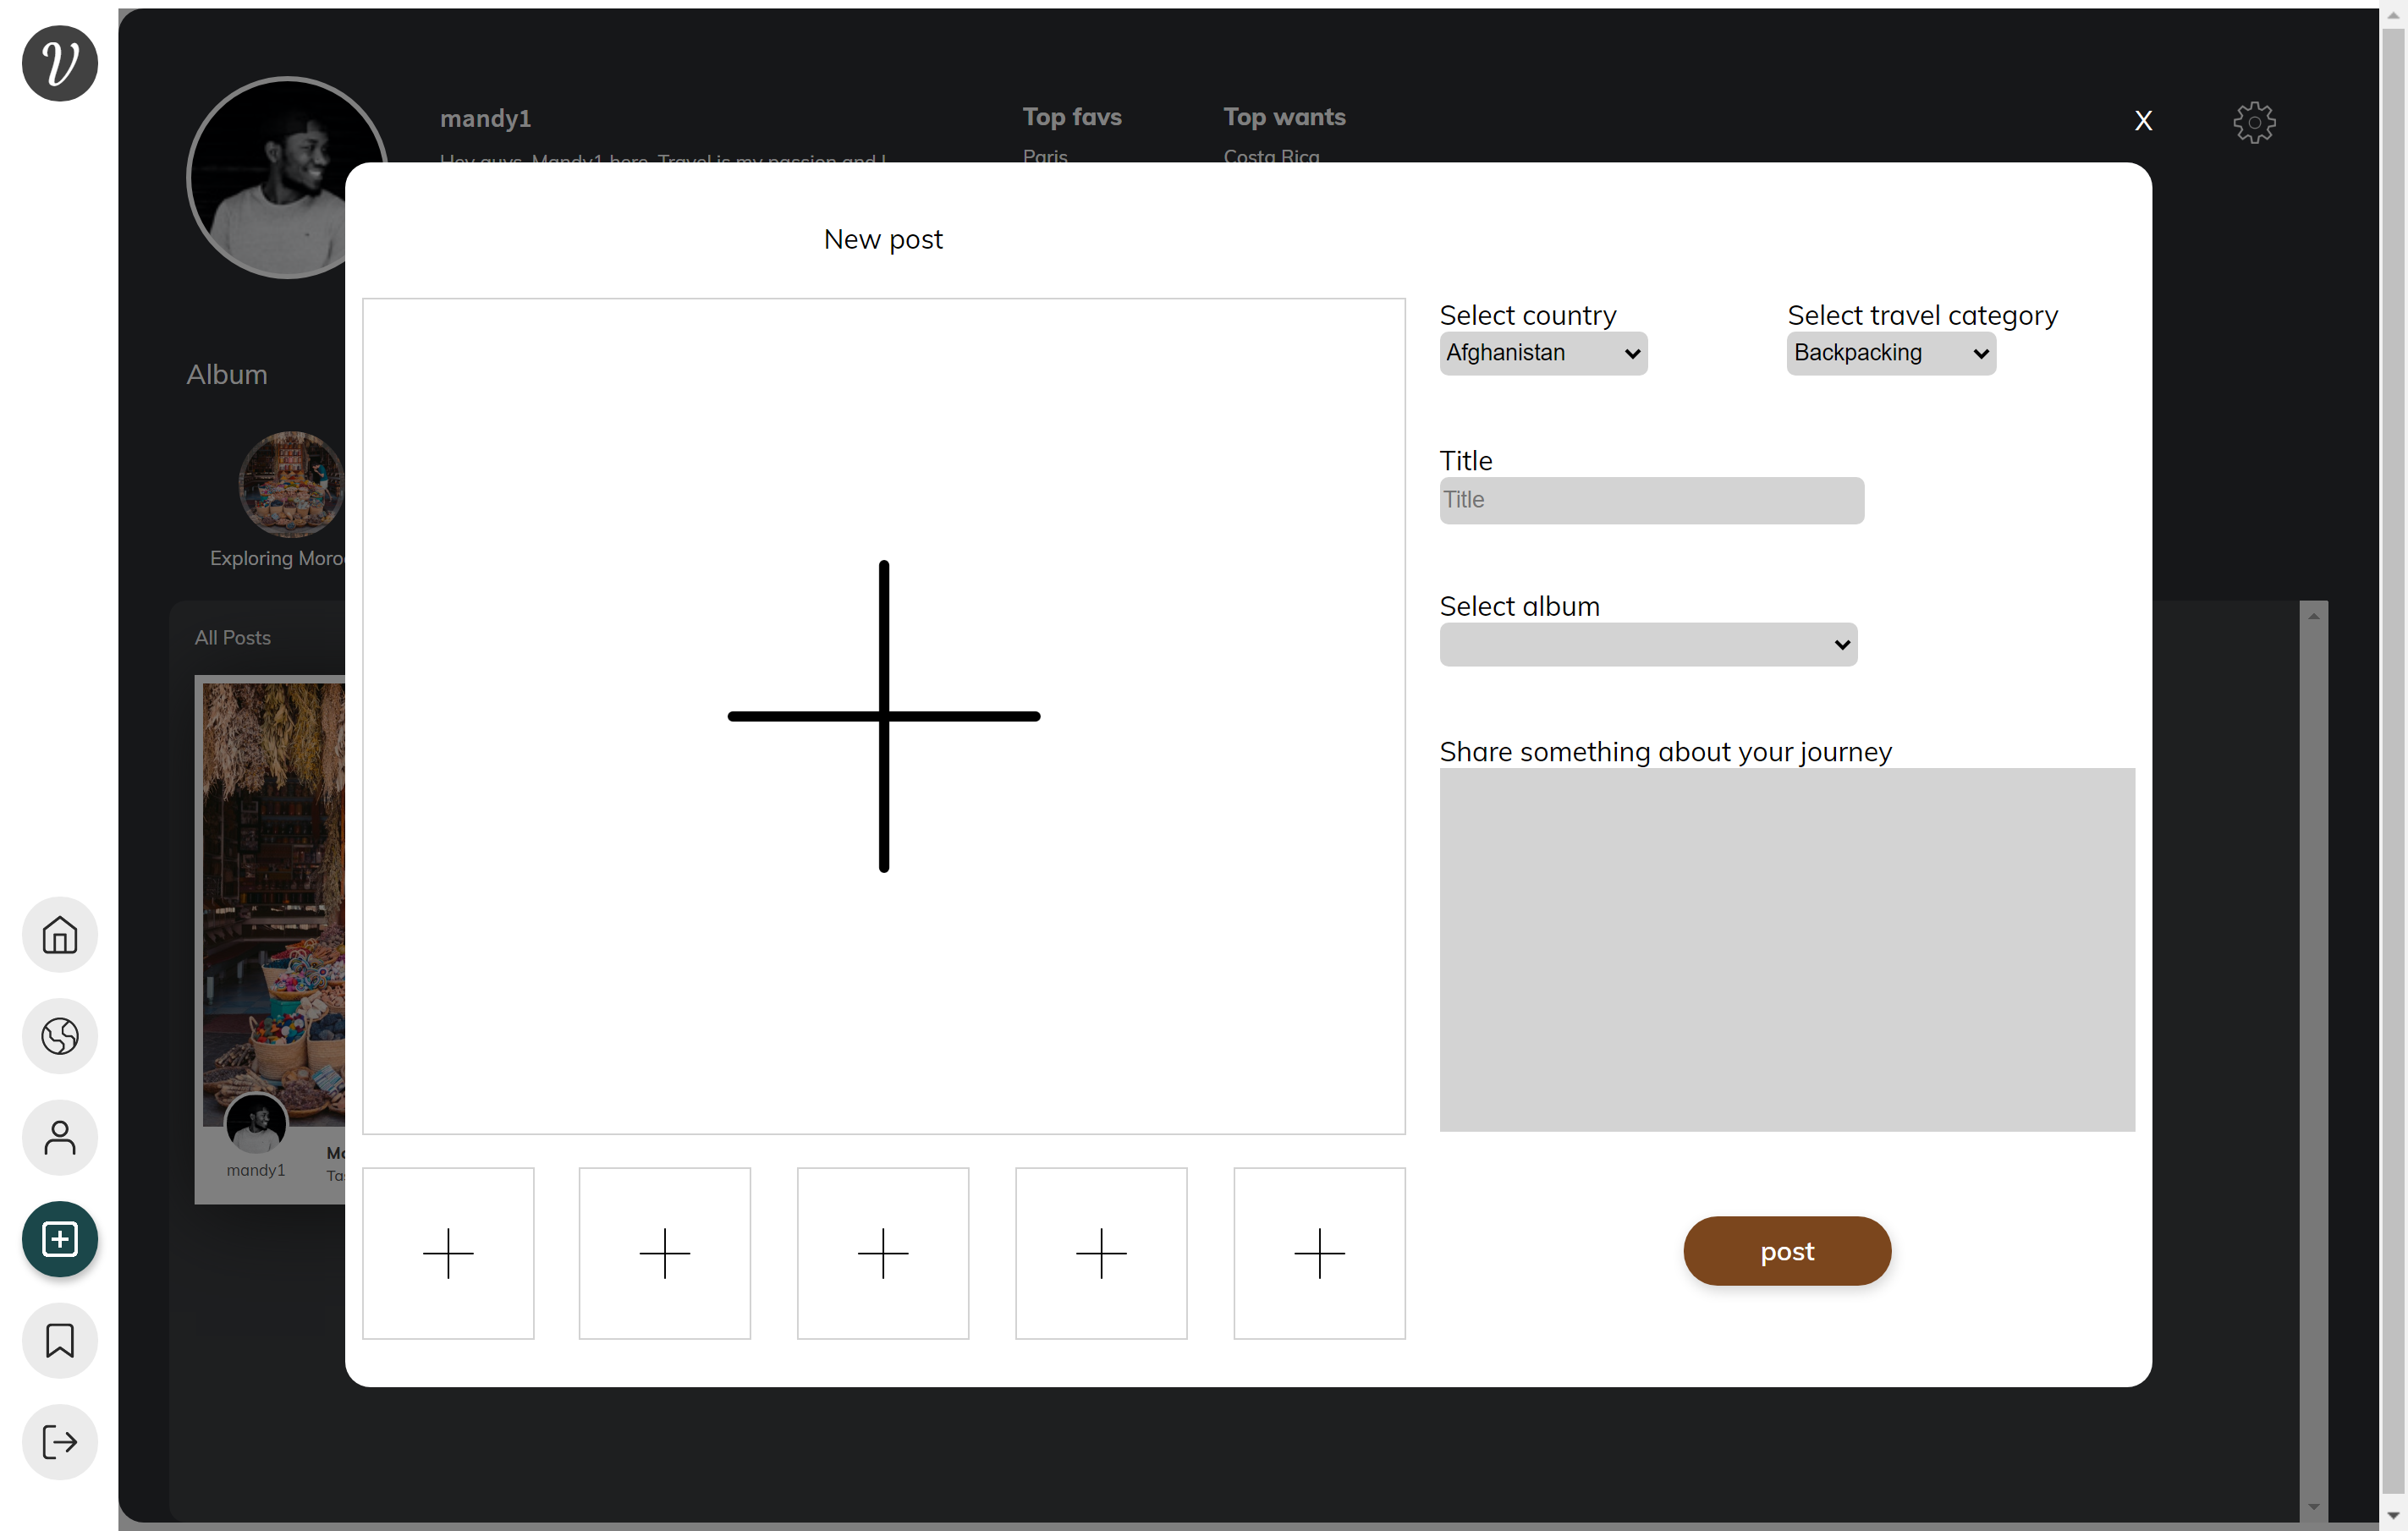 V
mandy1
Top favs
Top wants
X
Hey guys, Mandy1 here. Travel is my passion and I
Paris
Costa Rica
New post
Select country
Select travel category
Afghanistan
Backpacking
Album
Title
Title
Exploring Moro
Select album
All Posts
Share something about your journey
mandy1
post